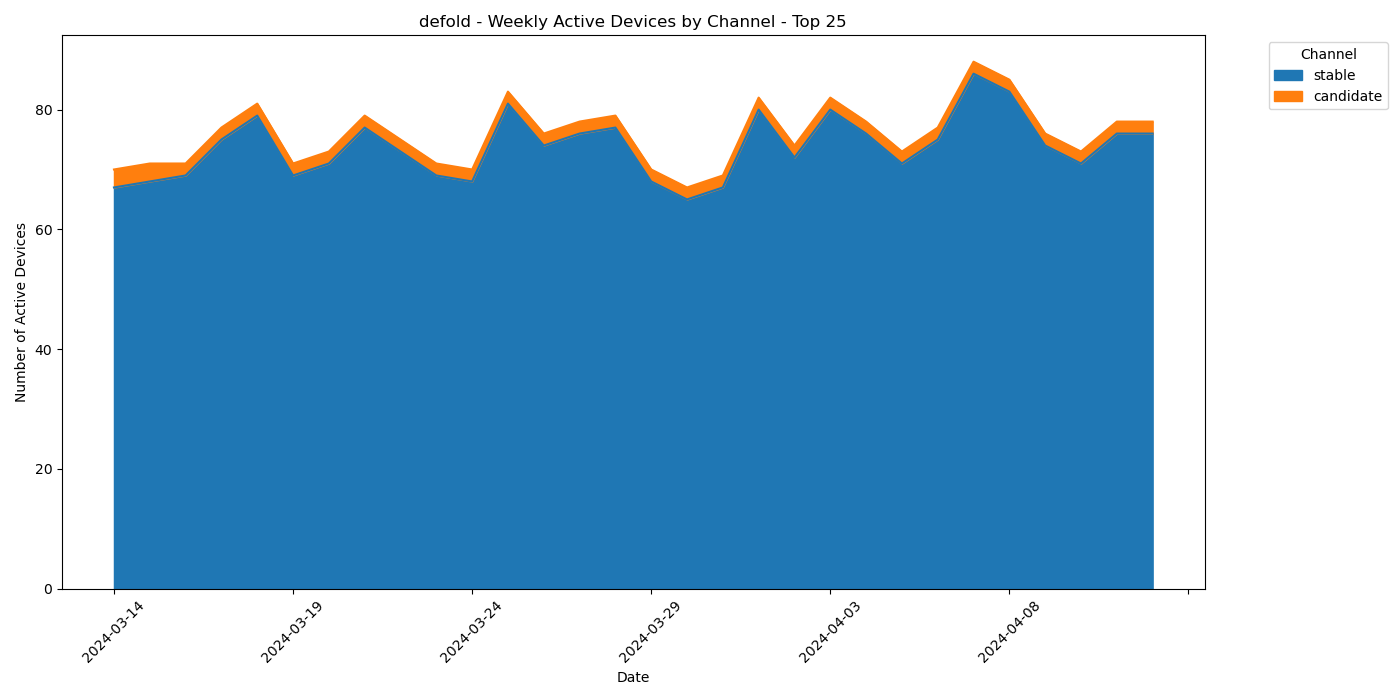 defold - Weekly Active Devices by Channel - Top 25
Channel
stable
candidate
Number of Active Devices
80
60
40
20
0
2024-03-14
2024-03-19
2024-03-24
2024-03-29
2024-04-03
2024-04-08
Date